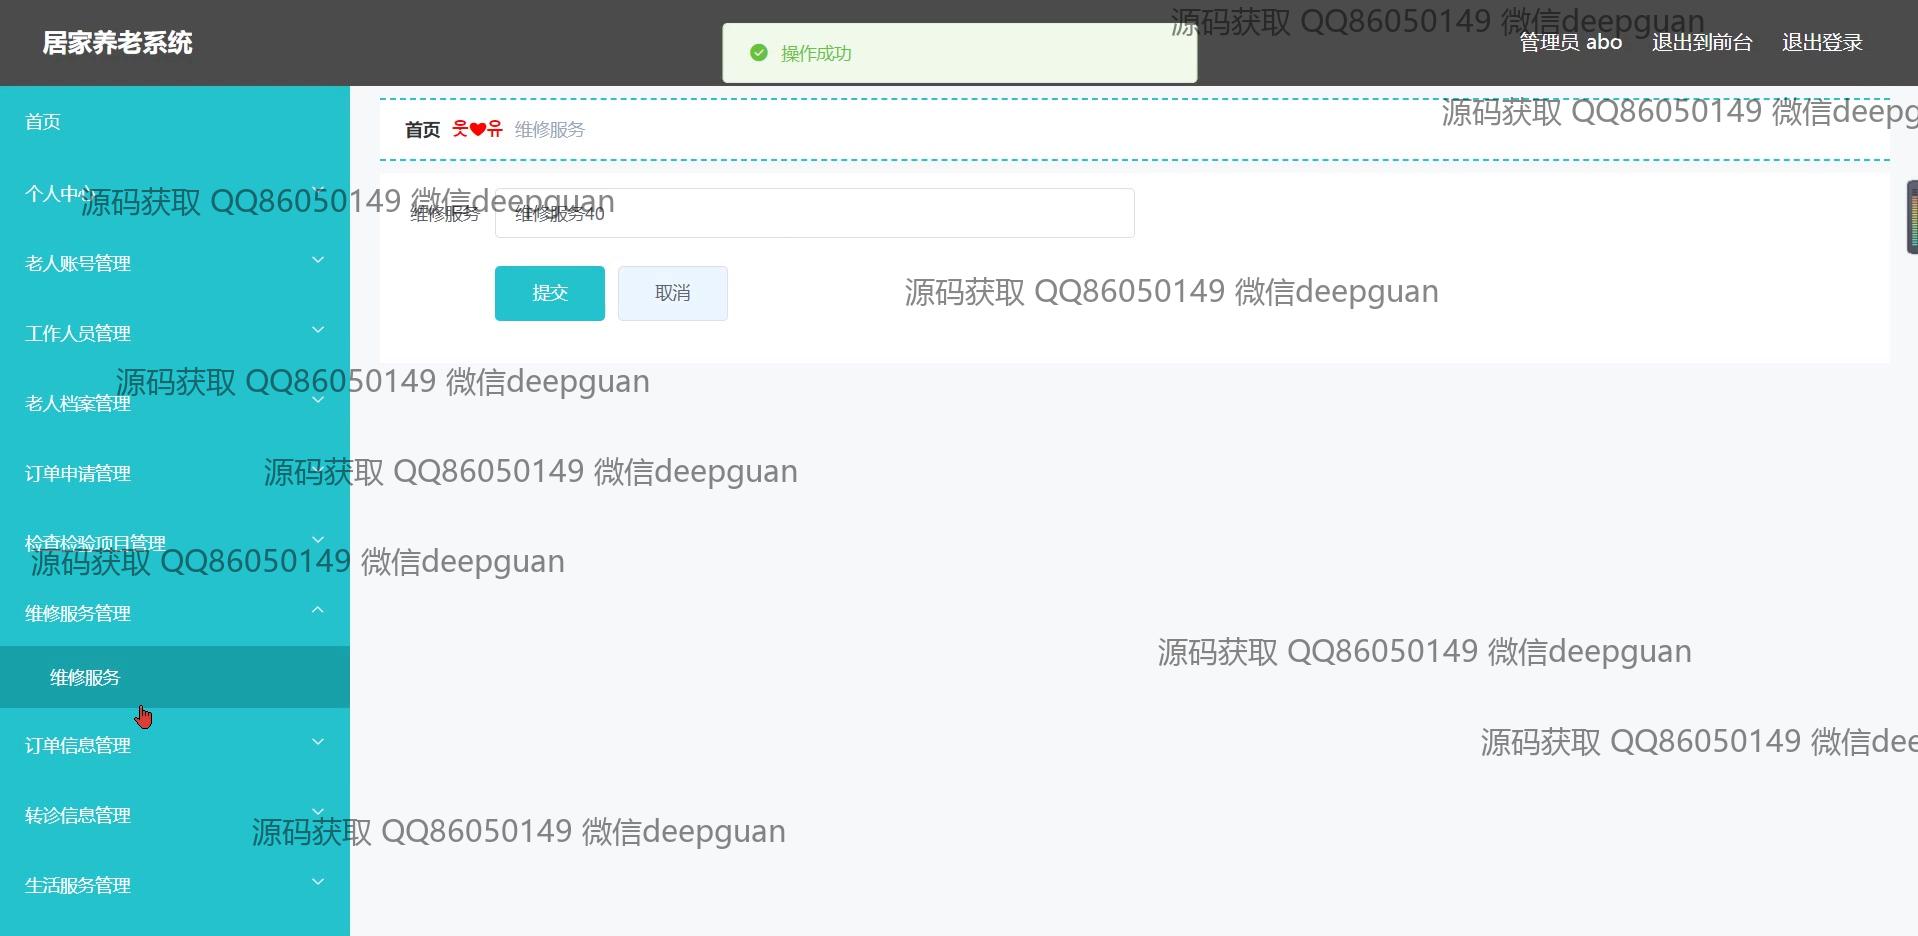 居家养老系统
操作成功
源码获取 QQ86050149 微信deepguan
管理员 abo 退出到前台 退出登录
首页
首页 웃❤유 维修服务
源码获取 QQ86050149 微信deepg
个人中心
源码获取 QQ86050149 微信deepguan
维修服务 维修服务40
老人账号管理
提交 取消
源码获取 QQ86050149 微信deepguan
工作人员管理
源码获取 QQ86050149 微信deepguan
老人档案管理
订单申请管理
源码获取 QQ86050149 微信deepguan
检查检验项目管理
源码获取 QQ86050149 微信deepguan
维修服务管理
源码获取 QQ86050149 微信deepguan
维修服务
订单信息管理
源码获取 QQ86050149 微信dee
转诊信息管理
源码获取 QQ86050149 微信deepguan
生活服务管理